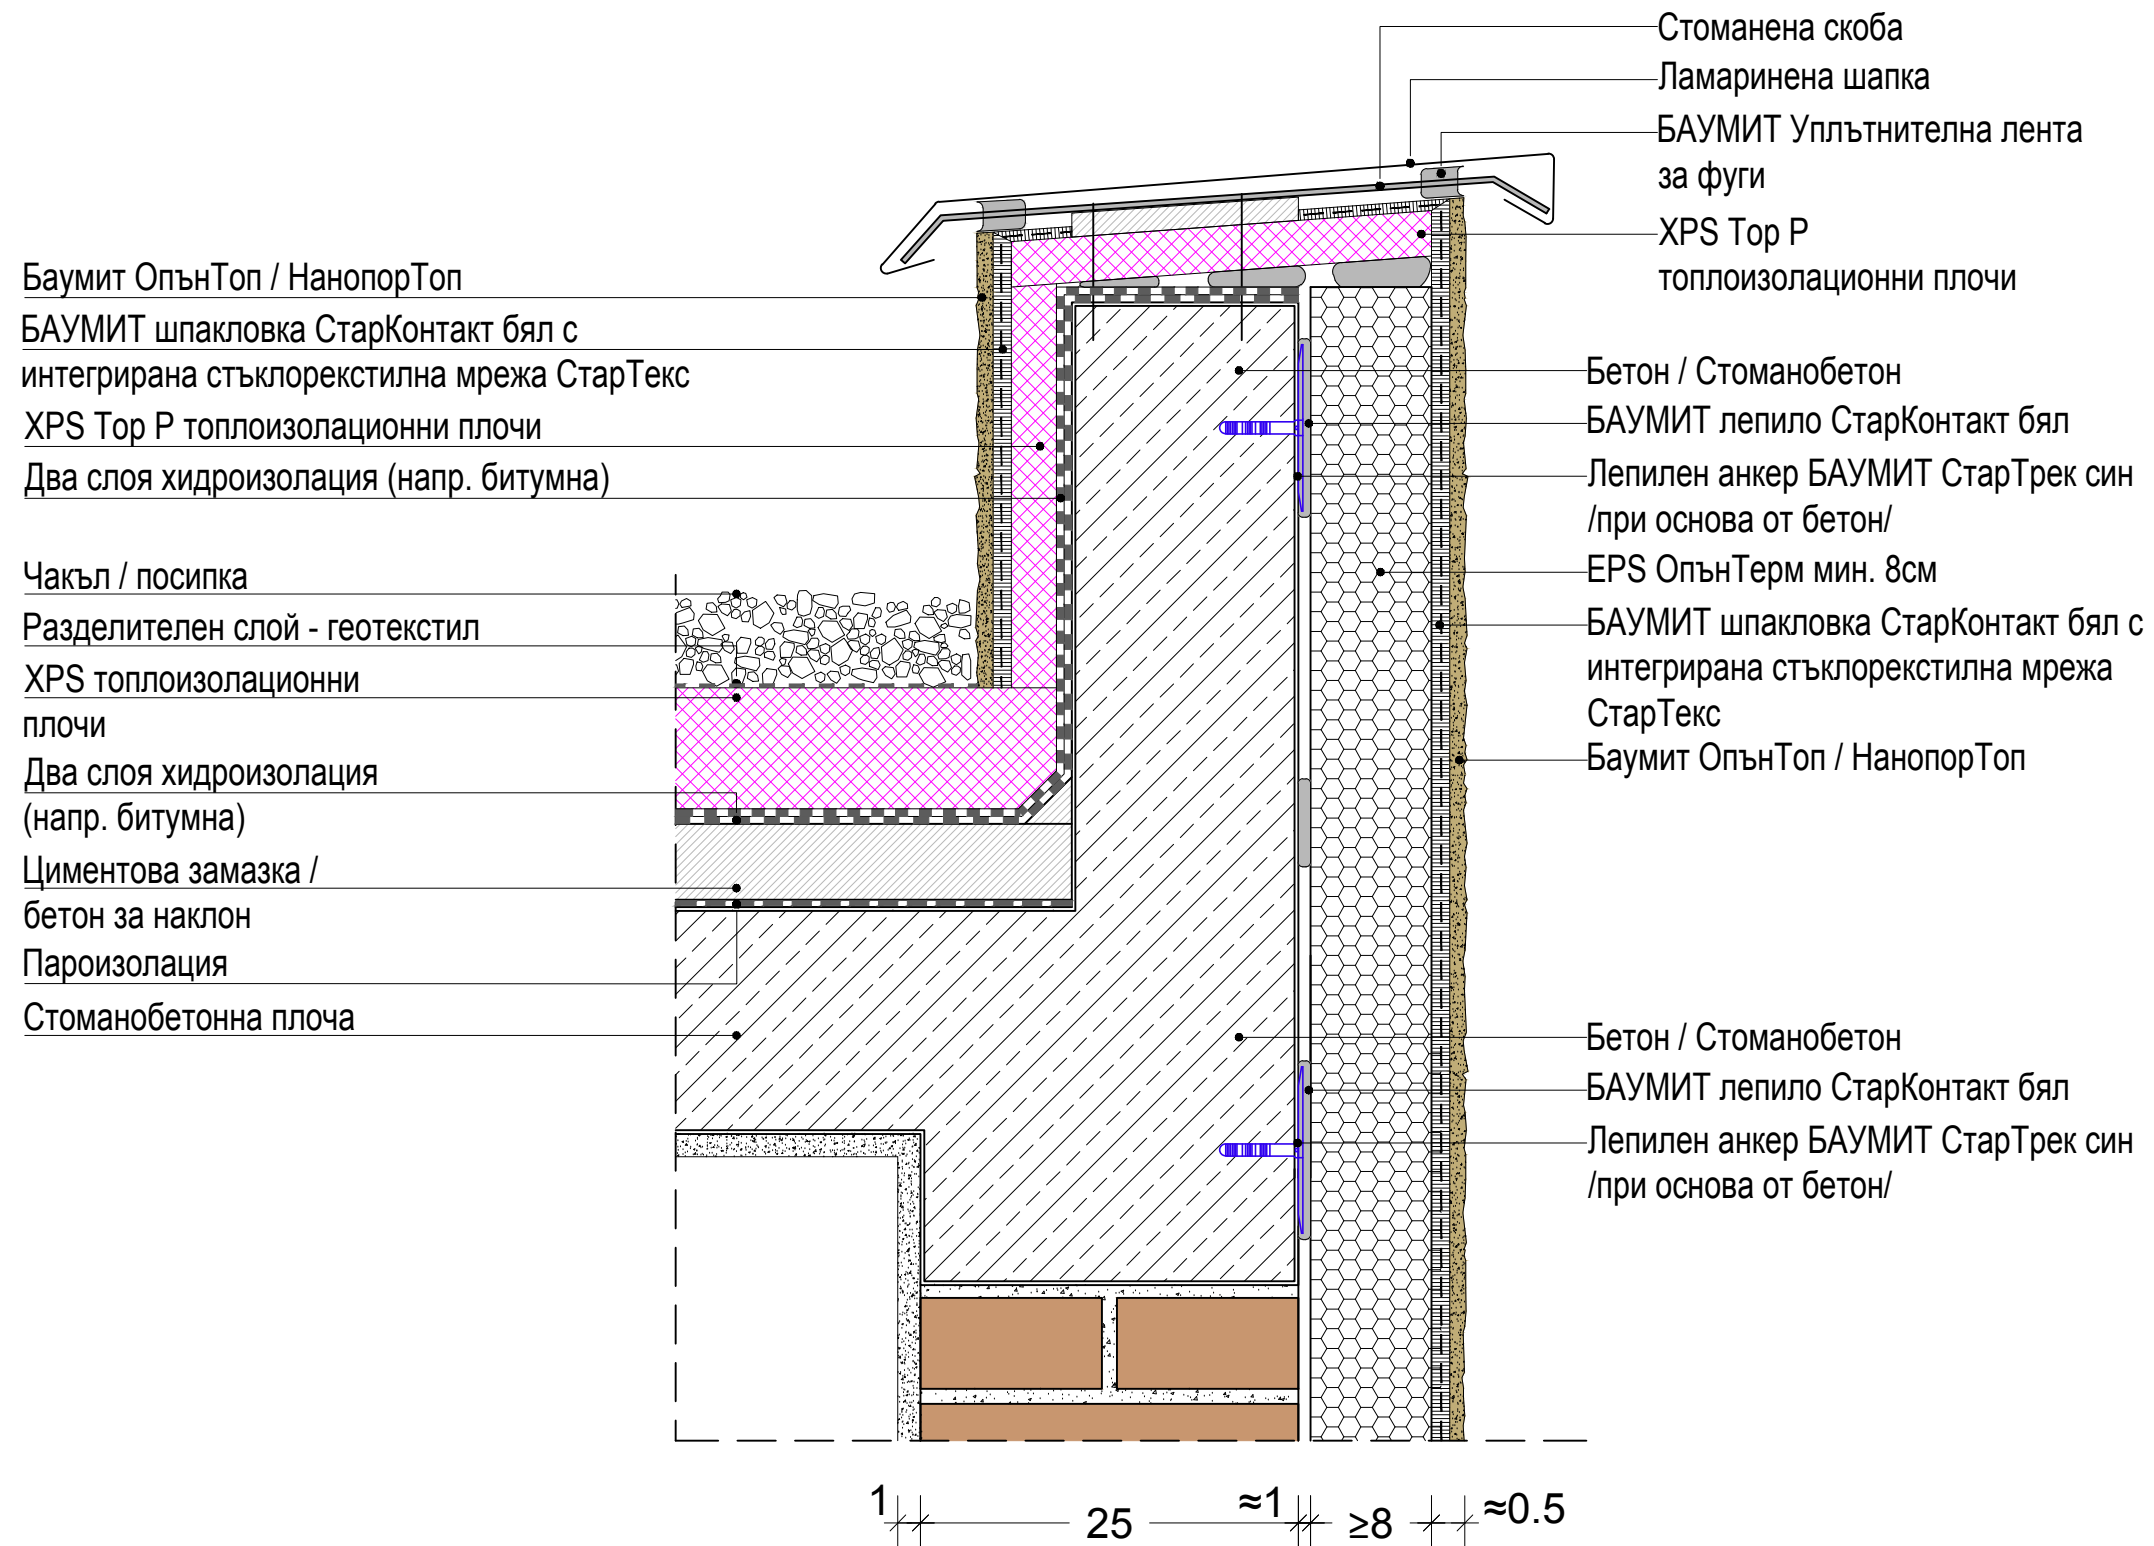 Стоманена скоба
Ламаринена шапка
БАУМИТ Уплътнителна лента
за фуги
XPS Top P
топлоизолационни плочи
Баумит ОпънТоп / НанопорТоп
БАУМИТ шпакловка СтарКонтакт бял с
интегрирана стъклорекстилна мрежа СтарТекс
XPS Top P топлоизолационни плочи
Два слоя хидроизолация (напр. битумна)
Чакъл / посипка
Разделителен слой - геотекстил
XPS топлоизолационни
плочи
Два слоя хидроизолация
(напр. битумна)
Циментова замазка /
бетон за наклон
Пароизолация
Стоманобетонна плоча
Бетон / Стоманобетон
БАУМИТ лепило СтарКонтакт бял
Лепилен анкер БАУМИТ СтарТрек син
/при основа от бетон/
EPS ОпънТерм мин. 8см
БАУМИТ шпакловка СтарКонтакт бял с
интегрирана стъклорекстилна мрежа
СтарТекс
Баумит ОпънТоп / НанопорТоп
Бетон / Стоманобетон
БАУМИТ лепило СтарКонтакт бял
Лепилен анкер БАУМИТ СтарТрек син
/при основа от бетон/
1 25 ≈1 ≥8 ≈0.5